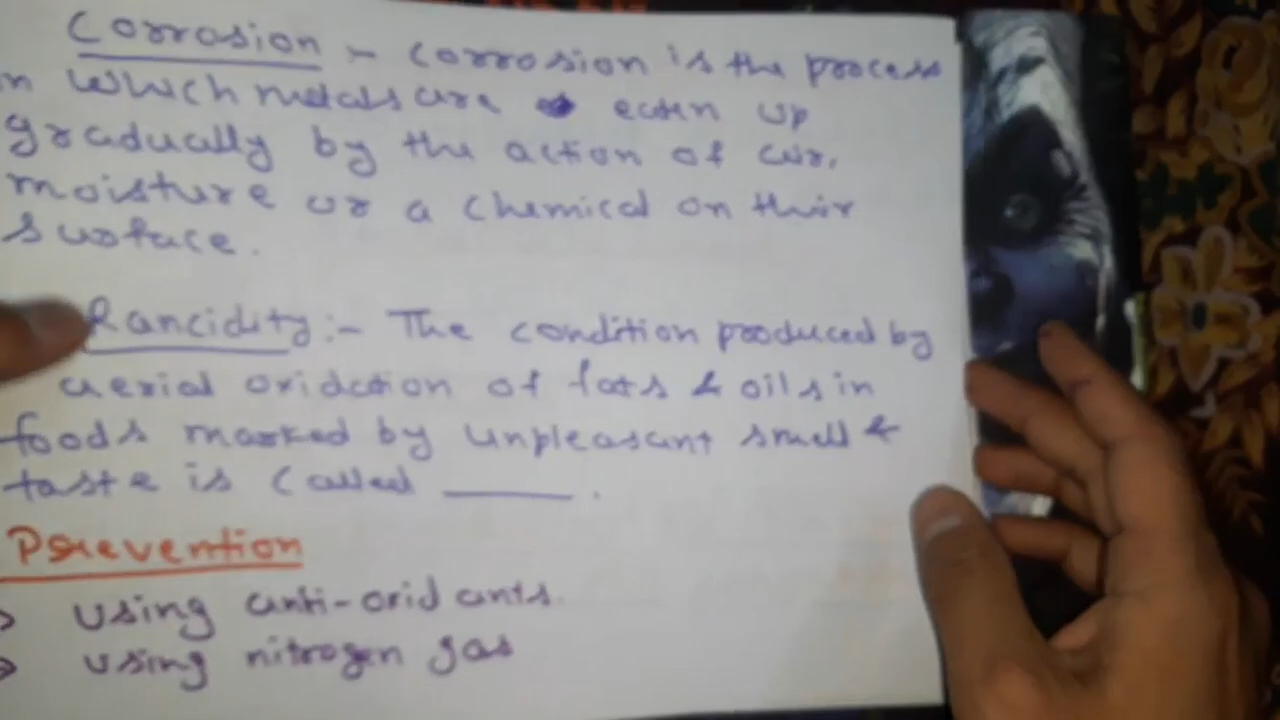 Corrosion :- Corrosion is the process
in which metals are eaten up
gradually by the action of air,
moisture or a chemical on their
surface.
Rancidity :- The condition produced by
aerial oxidation of fats & oils in
foods marked by unpleasant smell &
taste is called ______.
Prevention
> using anti-oxidants.
> using nitrogen gas